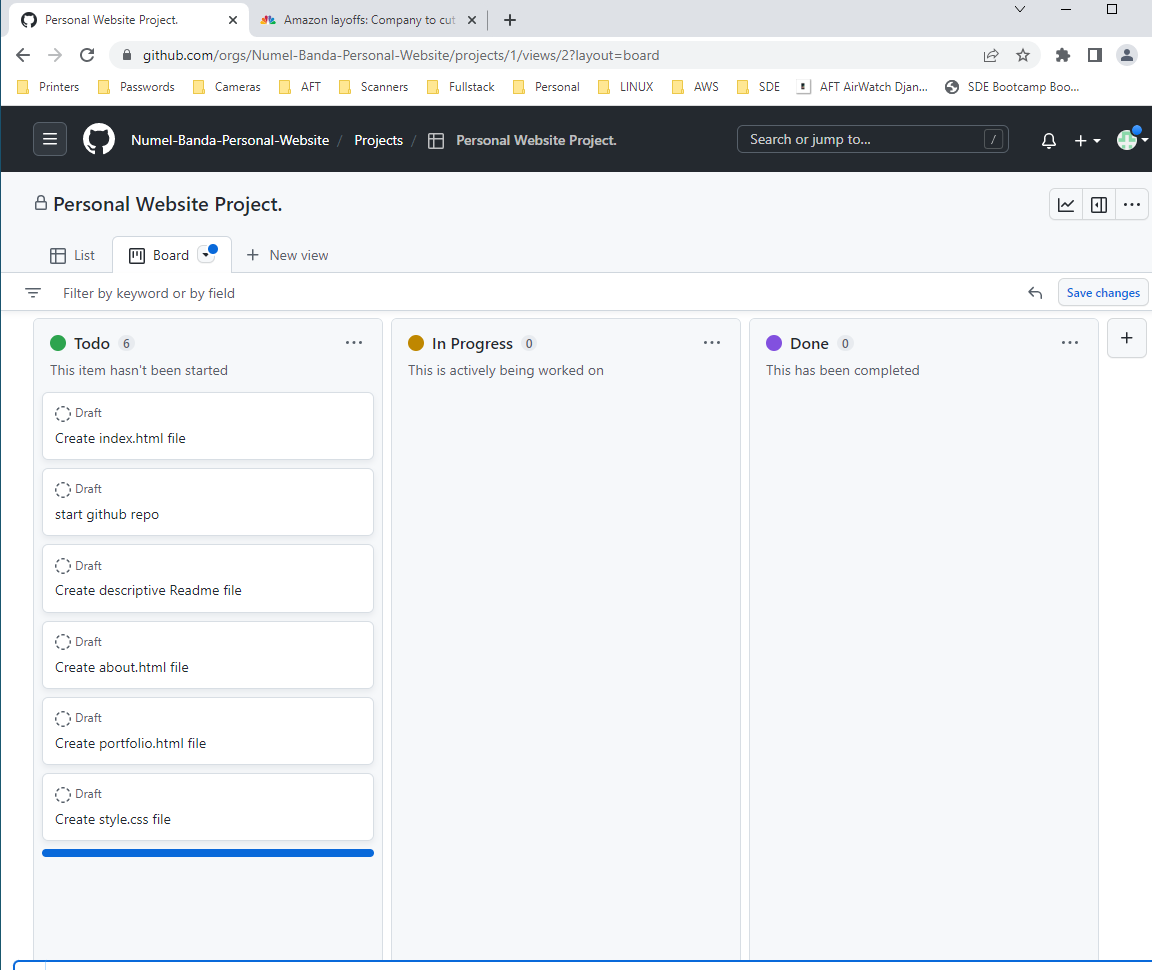 Personal Website Project.
Amazon layoffs: Company to cut
github.com/orgs/Numel-Banda-Personal-Website/projects/1/views/2?layout=board
Printers Passwords Cameras AFT Scanners Fullstack Personal LINUX AWS SDE AFT AirWatch Djan... SDE Bootcamp Boo...
Numel-Banda-Personal-Website / Projects / Personal Website Project. Search or jump to... /
Personal Website Project.
List Board New view
Filter by keyword or by field Save changes
Todo 6
This item hasn't been started
Draft
Create index.html file
Draft
start github repo
Draft
Create descriptive Readme file
Draft
Create about.html file
Draft
Create portfolio.html file
Draft
Create style.css file
In Progress 0
This is actively being worked on
Done 0
This has been completed